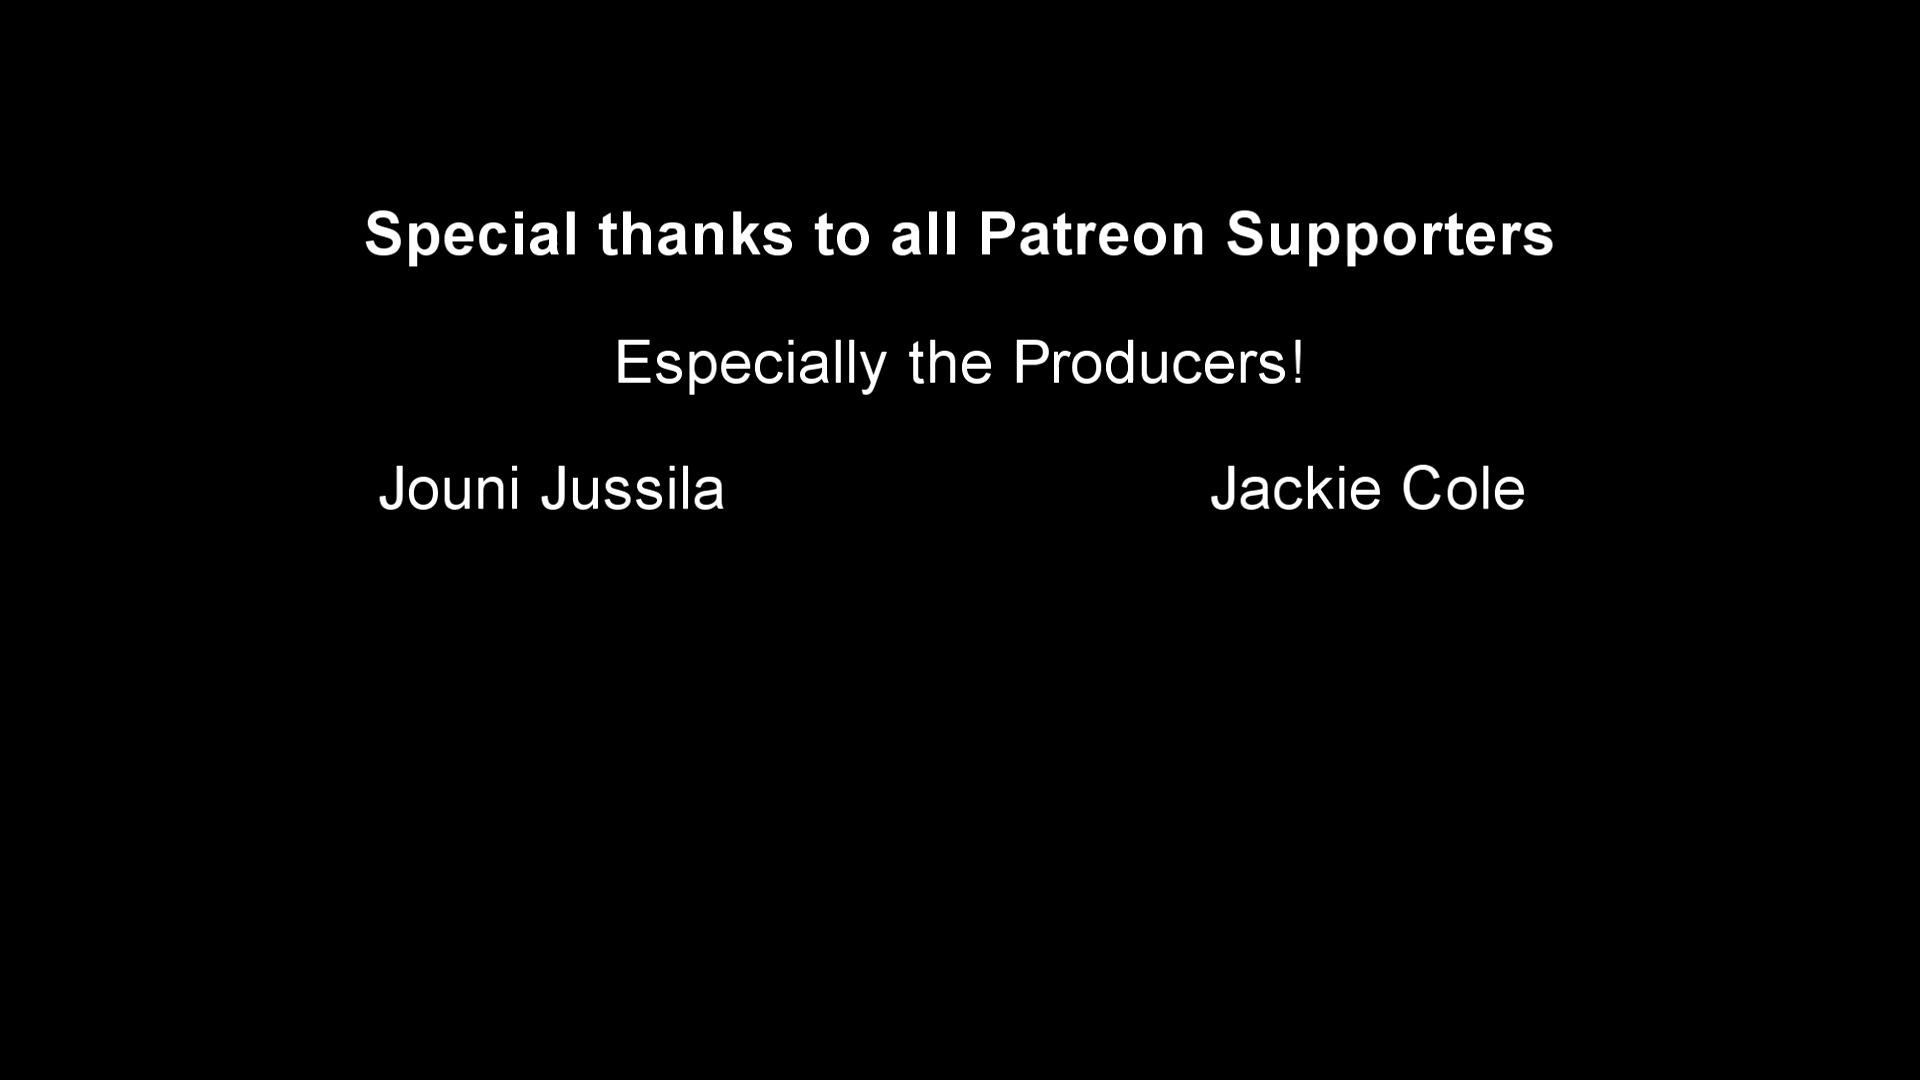 Special thanks to all Patreon Supporters
Especially the Producers!
Jouni Jussila Jackie Cole